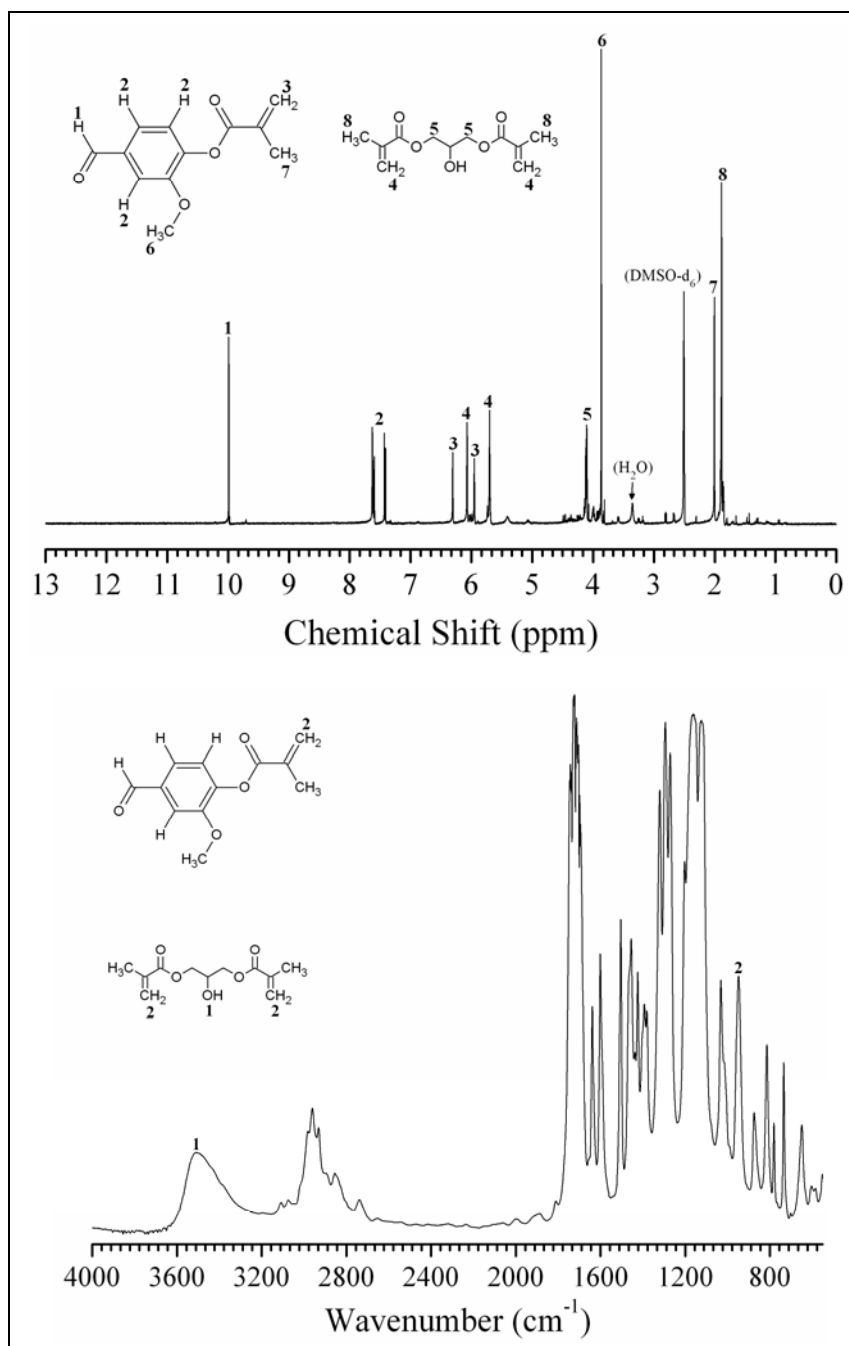 6
2 2 3
H H CH₂
1 O 8 O 5 5 O 8
H H₃C CH₃
O O O
O CH₃ CH₂ OH CH₂
7 4 4
H
2 O
H₃C
6
8
(DMSO-d₆)
7
1
4
2 4 5
3 3
(H₂O)
13 12 11 10 9 8 7 6 5 4 3 2 1 0
Chemical Shift (ppm)
2
H H O CH₂
H
O CH₃
O
H O
H₃C
2
O O
H₃C CH₃
O O
CH₂ OH CH₂
2 1 2
1
4000 3600 3200 2800 2400 2000 1600 1200 800
Wavenumber (cm⁻¹)